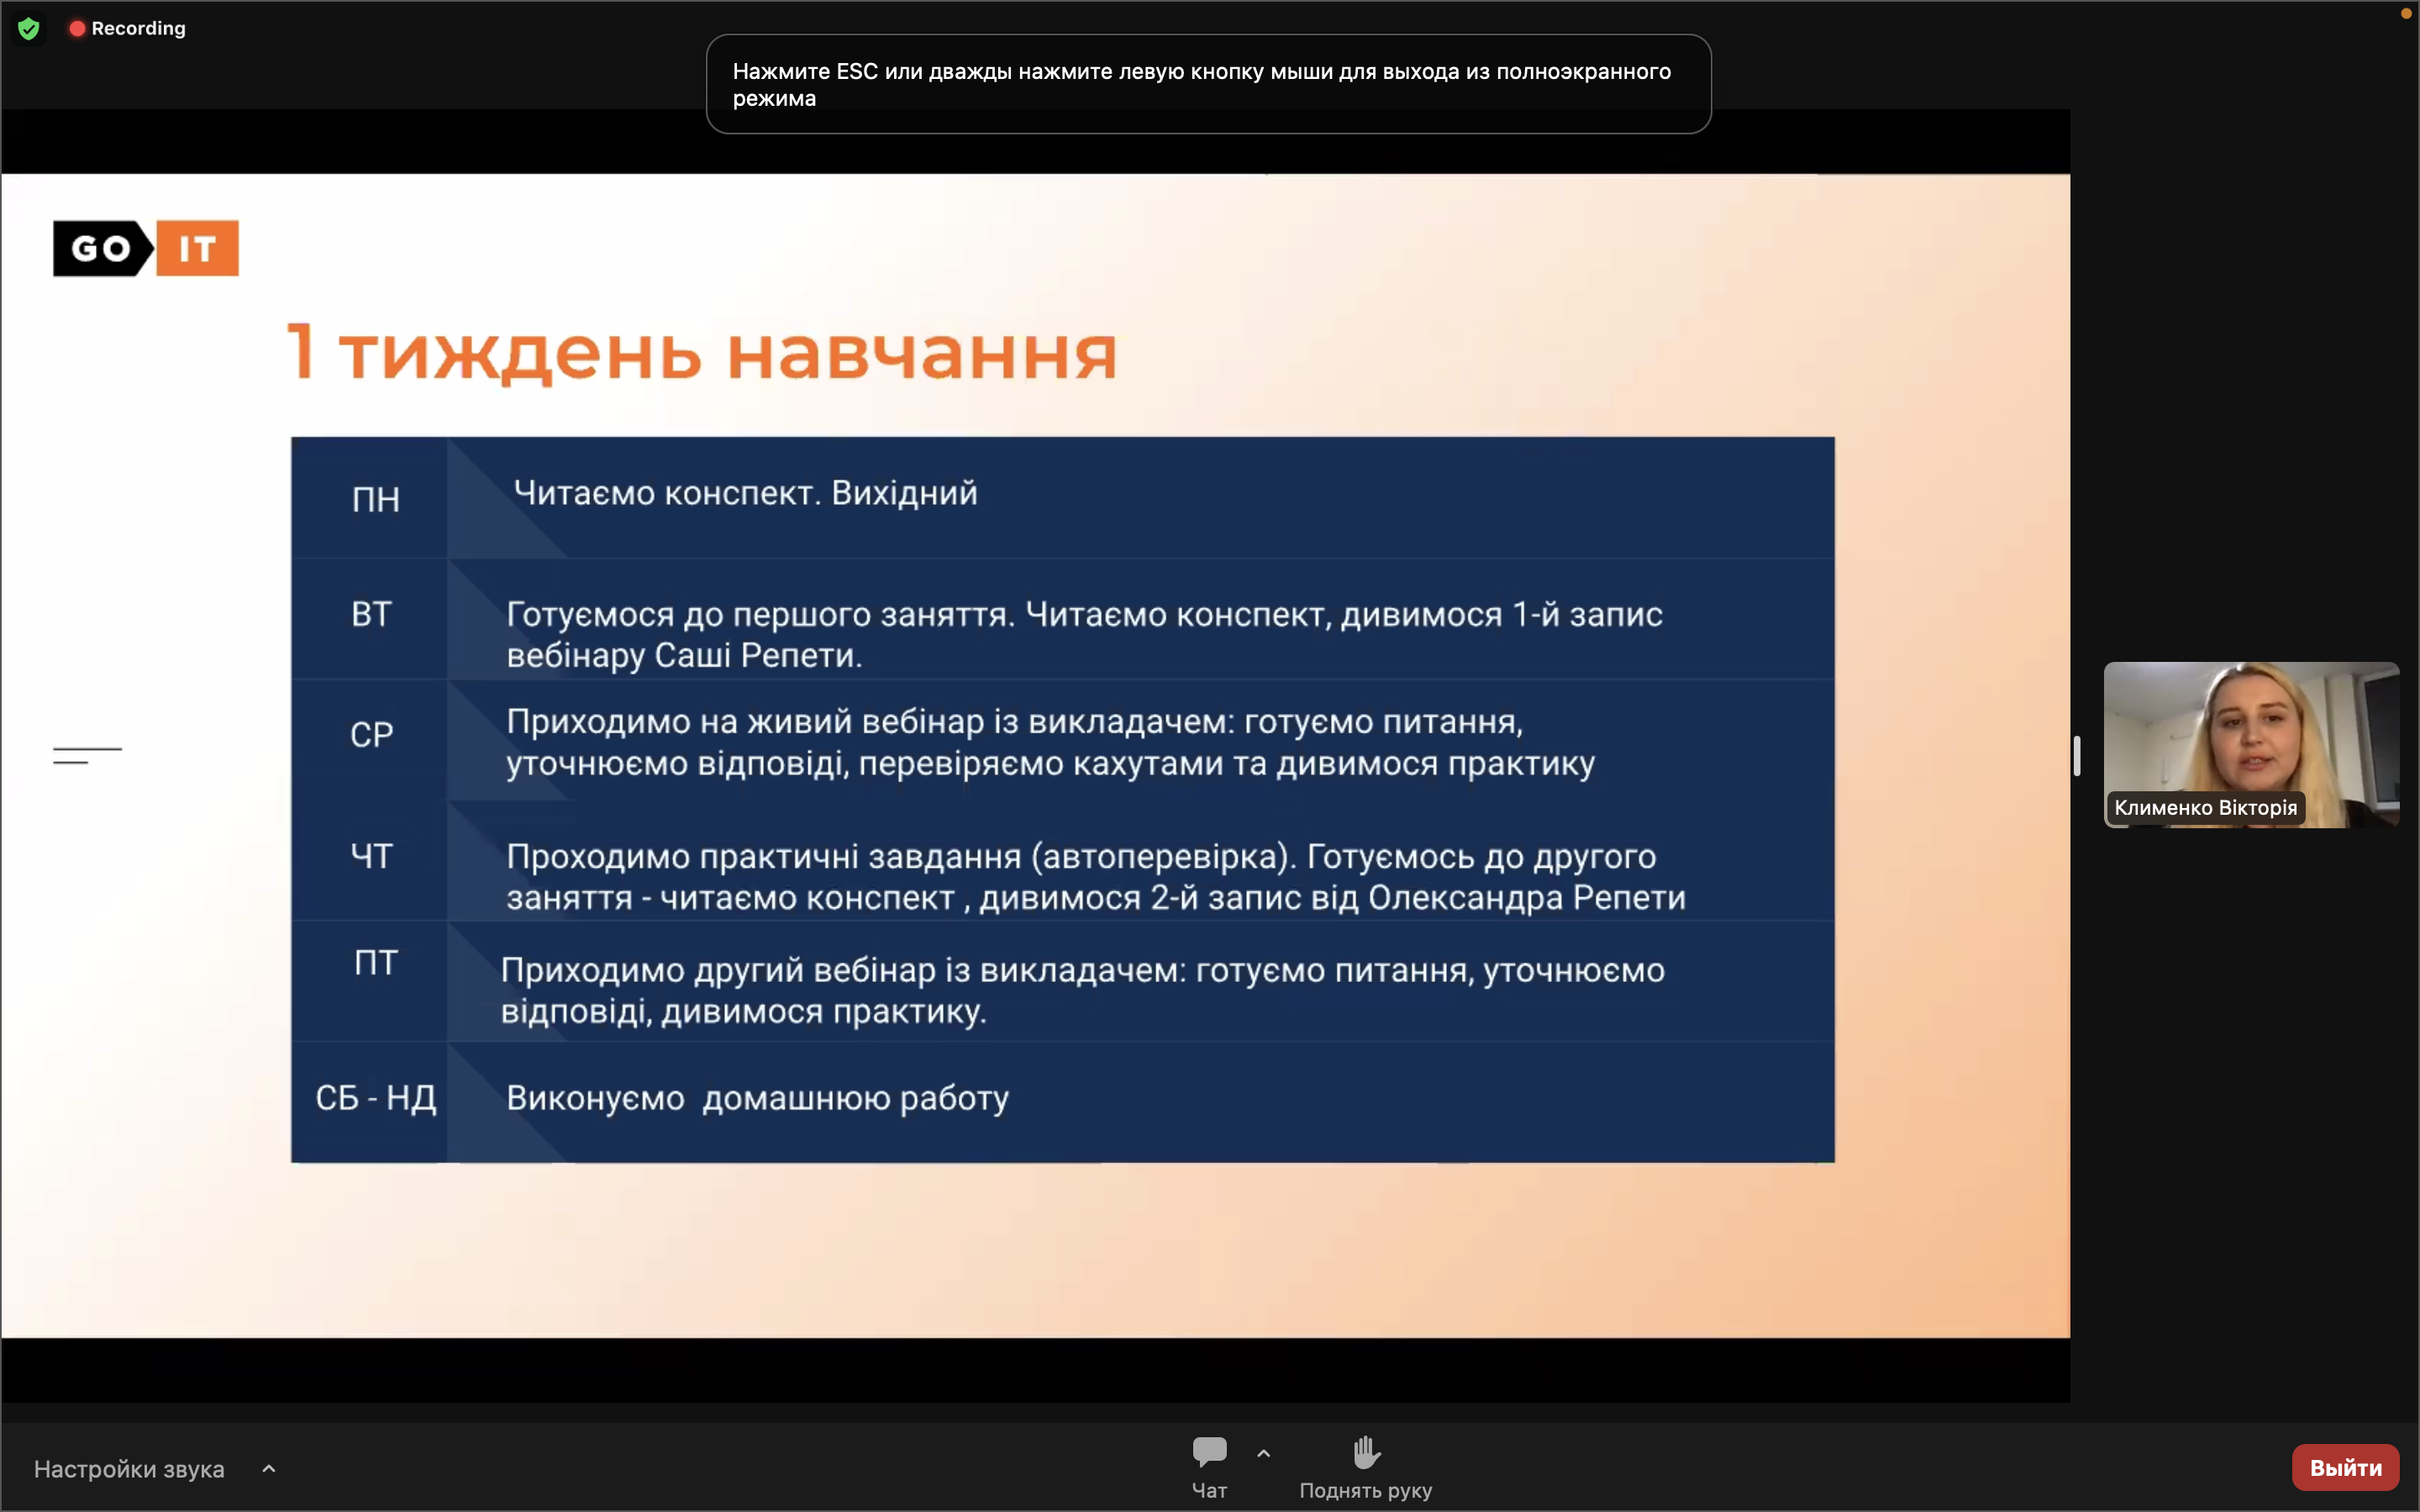 Recording
Нажмите ESC или дважды нажмите левую кнопку мыши для выхода из полноэкранного
режима
GO IT
1 тиждень навчання
ПН
Читаємо конспект. Вихідний
ВТ
Готуємося до першого заняття. Читаємо конспект, дивимося 1-й запис
вебінару Саші Репети.
СР
Приходимо на живий вебінар із викладачем: готуємо питання,
уточнюємо відповіді, перевіряємо кахутами та дивимося практику
ЧТ
Проходимо практичні завдання (автоперевірка). Готуємось до другого
заняття - читаємо конспект , дивимося 2-й запис від Олександра Репети
ПТ
Приходимо другий вебінар із викладачем: готуємо питання, уточнюємо
відповіді, дивимося практику.
СБ - НД
Виконуємо  домашнюю работу
Клименко Вікторія
Настройки звука
Чат
Поднять руку
Выйти